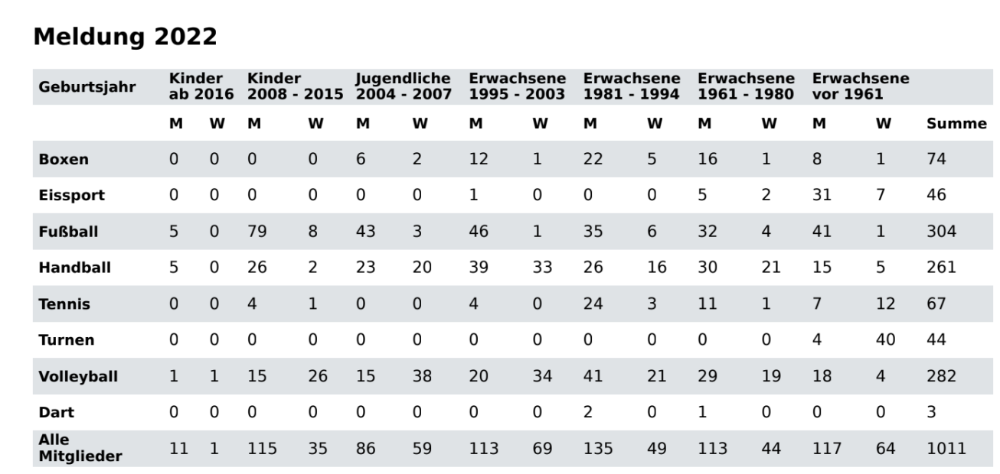 Meldung 2022
Geburtsjahr Kinder ab 2016 Kinder 2008 - 2015 Jugendliche 2004 - 2007 Erwachsene 1995 - 2003 Erwachsene 1981 - 1994 Erwachsene 1961 - 1980 Erwachsene vor 1961
M W M W M W M W M W M W M W Summe
Boxen 0 0 0 0 6 2 12 1 22 5 16 1 8 1 74
Eissport 0 0 0 0 0 0 1 0 0 0 5 2 31 7 46
Fußball 5 0 79 8 43 3 46 1 35 6 32 4 41 1 304
Handball 5 0 26 2 23 20 39 33 26 16 30 21 15 5 261
Tennis 0 0 4 1 0 0 4 0 24 3 11 1 7 12 67
Turnen 0 0 0 0 0 0 0 0 0 0 0 0 4 40 44
Volleyball 1 1 15 26 15 38 20 34 41 21 29 19 18 4 282
Dart 0 0 0 0 0 0 0 0 2 0 1 0 0 0 3
Alle Mitglieder 11 1 115 35 86 59 113 69 135 49 113 44 117 64 1011